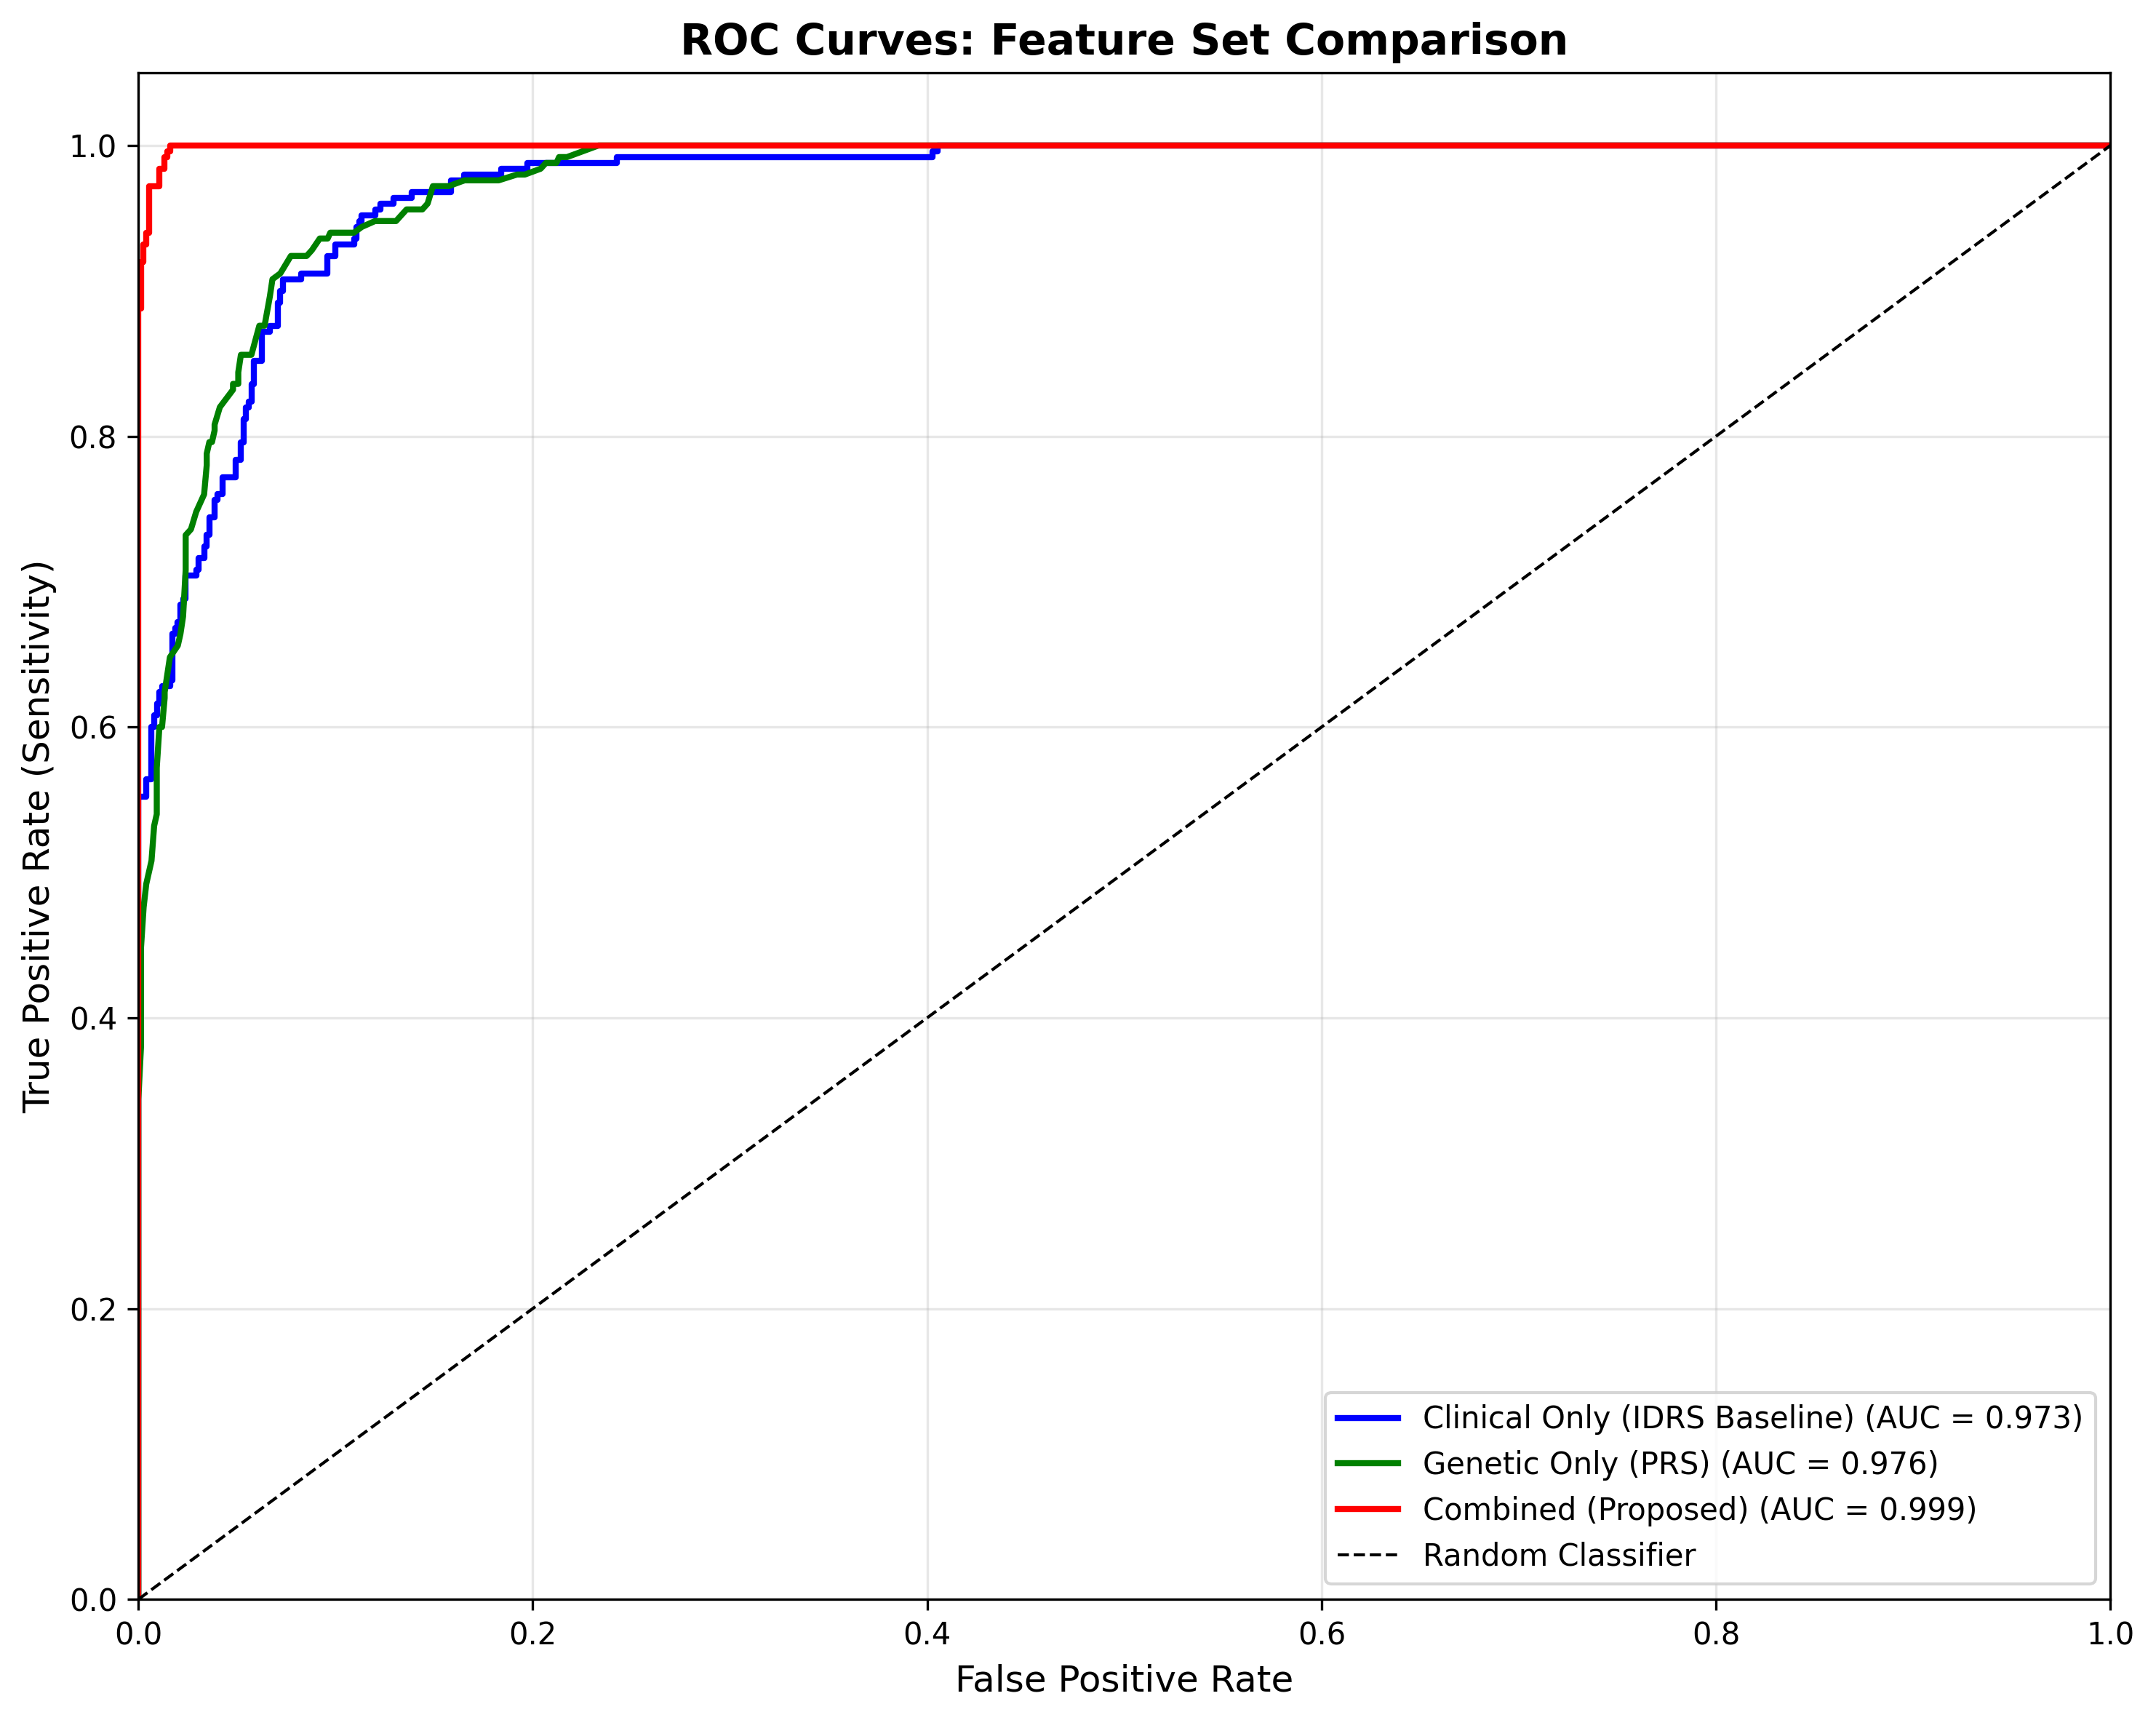 ROC Curves: Feature Set Comparison
True Positive Rate (Sensitivity)
1.0
0.8
0.6
0.4
0.2
0.0
0.0 0.2 0.4 0.6 0.8 1.0
False Positive Rate
Clinical Only (IDRS Baseline) (AUC = 0.973)
Genetic Only (PRS) (AUC = 0.976)
Combined (Proposed) (AUC = 0.999)
Random Classifier